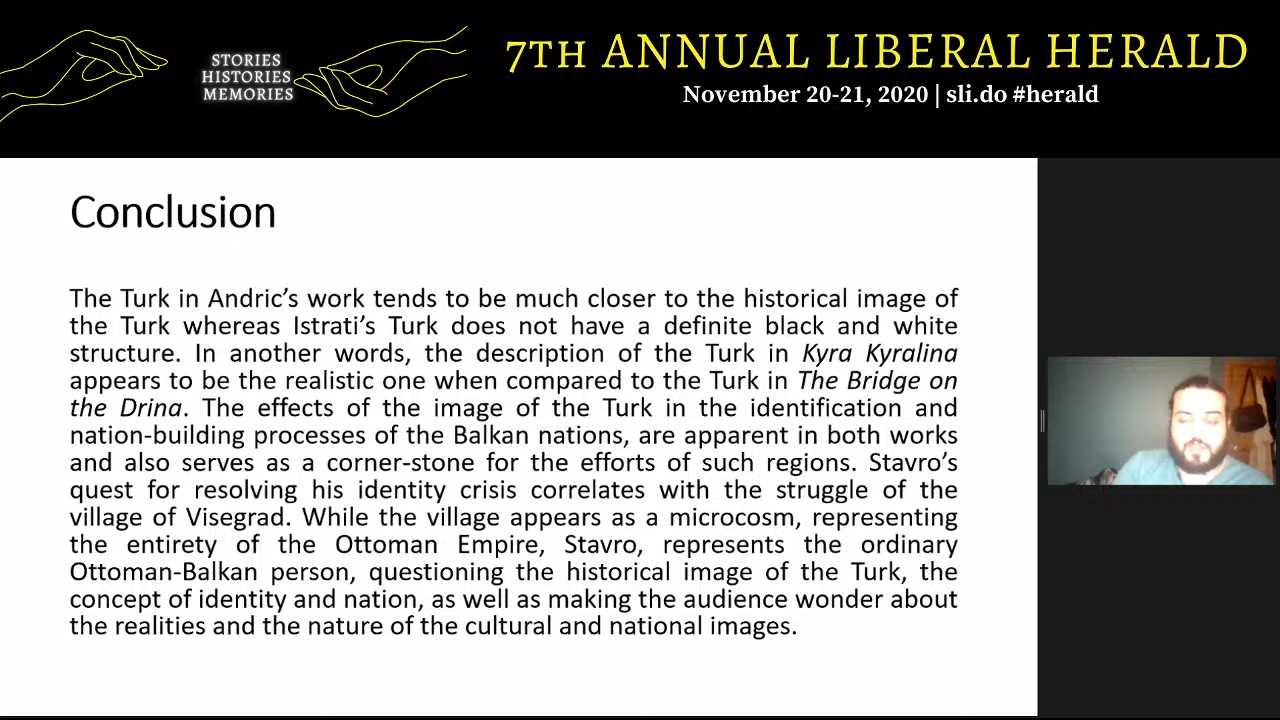 STORIES
HISTORIES
MEMORIES
7TH ANNUAL LIBERAL HERALD
November 20-21, 2020 | sli.do #herald
Conclusion
The Turk in Andric’s work tends to be much closer to the historical image of
the Turk whereas Istrati’s Turk does not have a definite black and white
structure. In another words, the description of the Turk in Kyra Kyralina
appears to be the realistic one when compared to the Turk in The Bridge on
the Drina. The effects of the image of the Turk in the identification and
nation-building processes of the Balkan nations, are apparent in both works
and also serves as a corner-stone for the efforts of such regions. Stavro’s
quest for resolving his identity crisis correlates with the struggle of the
village of Visegrad. While the village appears as a microcosm, representing
the entirety of the Ottoman Empire, Stavro, represents the ordinary
Ottoman-Balkan person, questioning the historical image of the Turk, the
concept of identity and nation, as well as making the audience wonder about
the realities and the nature of the cultural and national images.